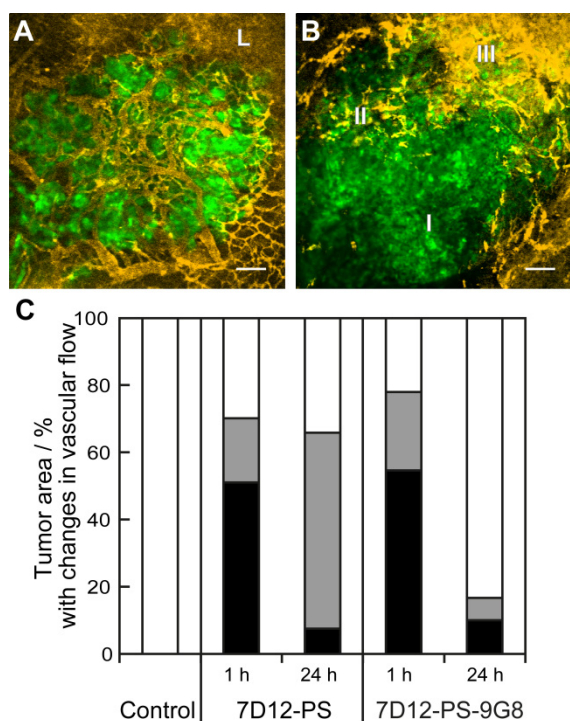 A
L
B
III
II
I
C
Tumor area / %
with changes in vascular flow
100
80
60
40
20
0
1 h 24 h 1 h 24 h
Control 7D12-PS 7D12-PS-9G8